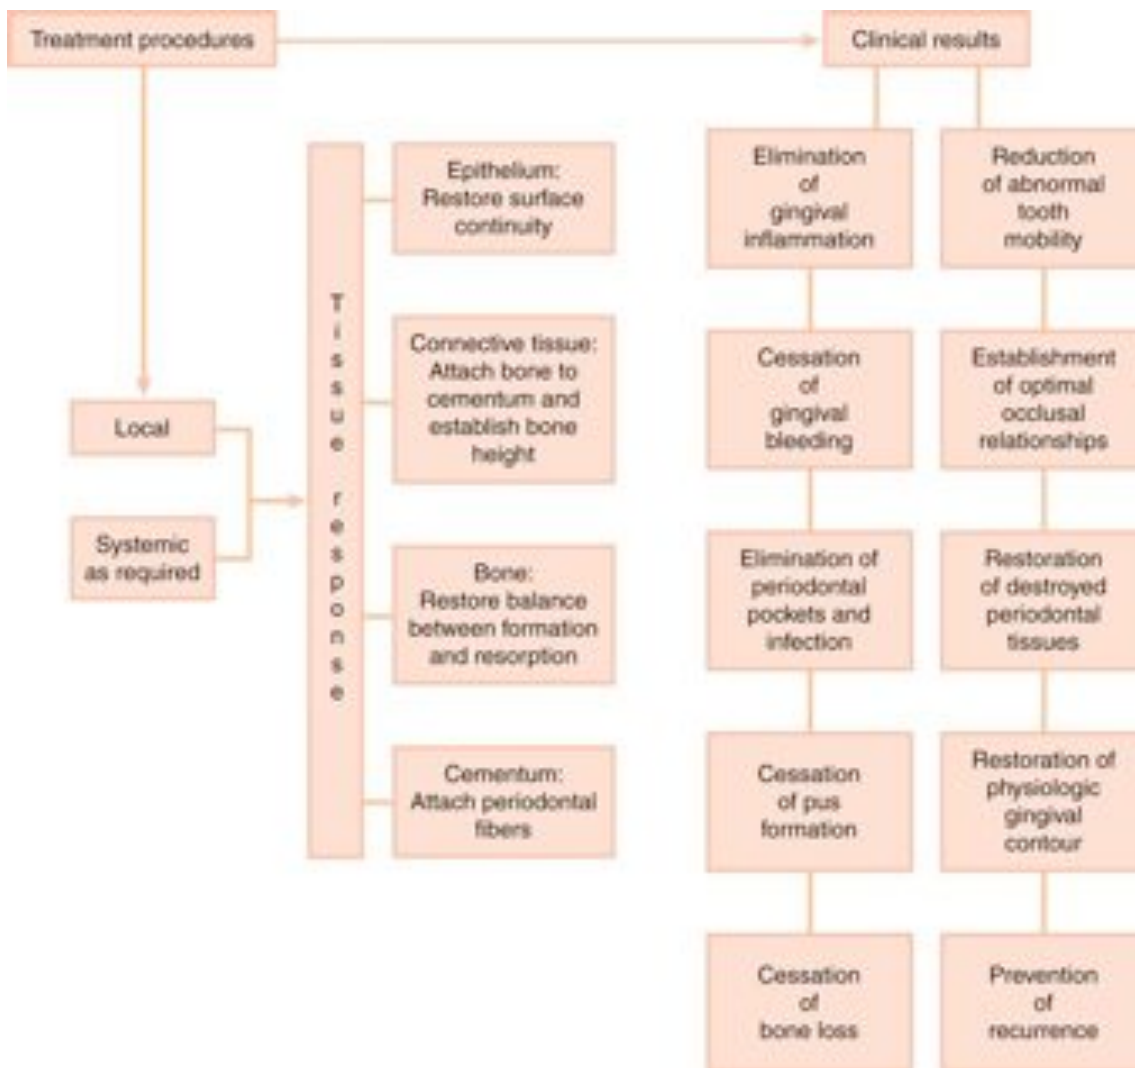 Treatment procedures
Clinical results
Local
Systemic
as required
Tissue response
Epithelium:
Restore surface
continuity
Connective tissue:
Attach bone to
cementum and
establish bone
height
Bone:
Restore balance
between formation
and resorption
Cementum:
Attach periodontal
fibers
Elimination
of
gingival
inflammation
Cessation
of
gingival
bleeding
Elimination of
periodontal
pockets and
infection
Cessation
of pus
formation
Cessation
of
bone loss
Reduction
of abnormal
tooth
mobility
Establishment
of optimal
occlusal
relationships
Restoration
of destroyed
periodontal
tissues
Restoration of
physiologic
gingival
contour
Prevention
of
recurrence